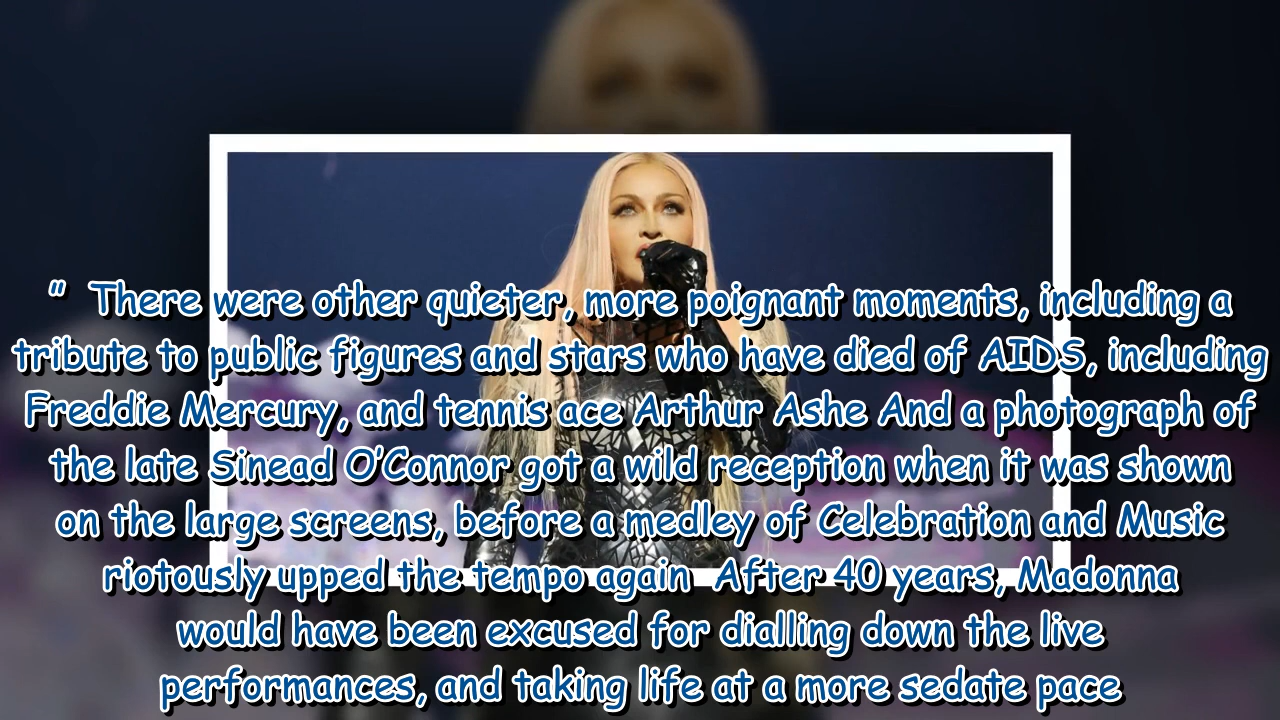 ”  There were other quieter, more poignant moments, including a
tribute to public figures and stars who have died of AIDS, including
Freddie Mercury, and tennis ace Arthur Ashe And a photograph of
the late Sinead O’Connor got a wild reception when it was shown
on the large screens, before a medley of Celebration and Music
riotously upped the tempo again  After 40 years, Madonna
would have been excused for dialling down the live
performances, and taking life at a more sedate pace